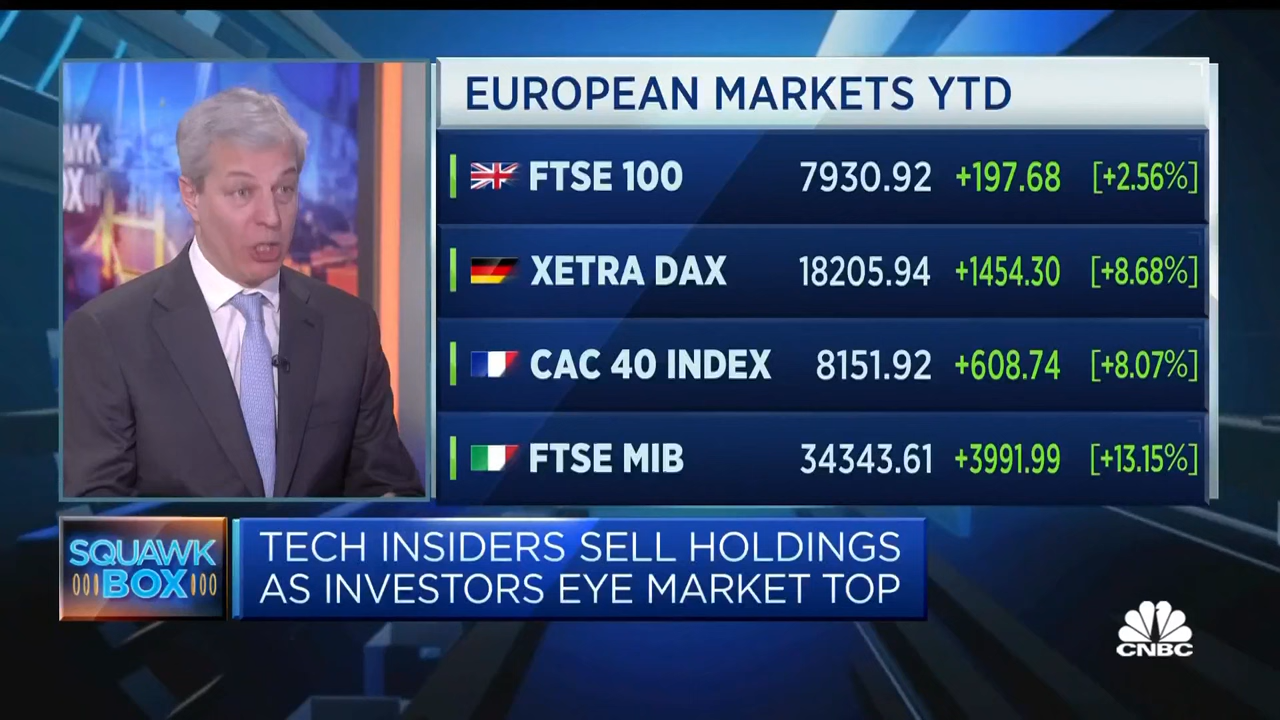 EUROPEAN MARKETS YTD
FTSE 100 7930.92 +197.68 [+2.56%]
XETRA DAX 18205.94 +1454.30 [+8.68%]
CAC 40 INDEX 8151.92 +608.74 [+8.07%]
FTSE MIB 34343.61 +3991.99 [+13.15%]
SQUAWK
BOX
TECH INSIDERS SELL HOLDINGS
AS INVESTORS EYE MARKET TOP
CNBC